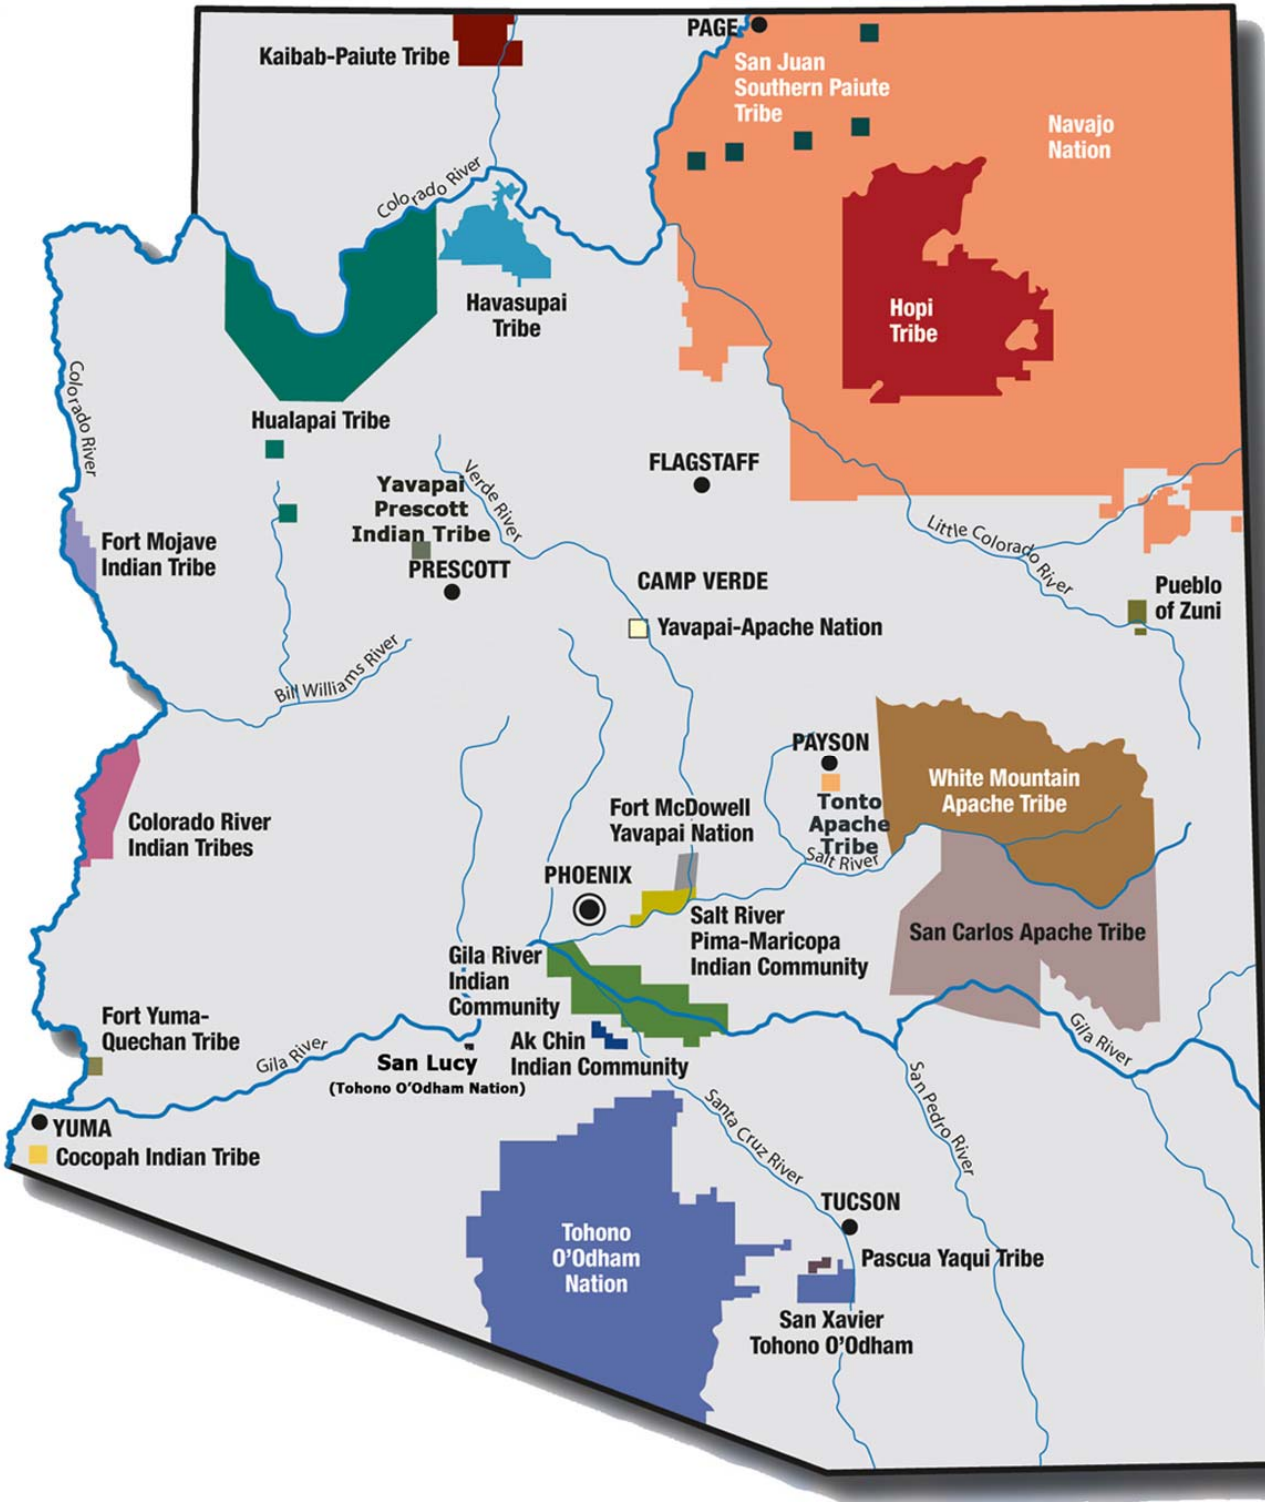 PAGE
Kaibab-Paiute Tribe
San Juan
Southern Paiute
Tribe
Navajo
Nation
Colorado River
Havasupai
Tribe
Hopi
Tribe
Colorado River
Hualapai Tribe
FLAGSTAFF
Verde River
Yavapai
Prescott
Indian Tribe
PRESCOTT
Fort Mojave
Indian Tribe
Little Colorado River
CAMP VERDE
Pueblo
of Zuni
Yavapai-Apache Nation
Bill Williams River
PAYSON
White Mountain
Apache Tribe
Tonto
Apache
Tribe
Salt River
Fort McDowell
Yavapai Nation
Colorado River
Indian Tribes
PHOENIX
Salt River
Pima-Maricopa
Indian Community
San Carlos Apache Tribe
Gila River
Indian
Community
Fort Yuma-
Quechan Tribe
Gila River
Ak Chin
Indian Community
San Lucy
(Tohono O'Odham Nation)
Gila River
San Pedro River
Santa Cruz River
YUMA
Cocopah Indian Tribe
TUCSON
Tohono
O'Odham
Nation
Pascua Yaqui Tribe
San Xavier
Tohono O'Odham